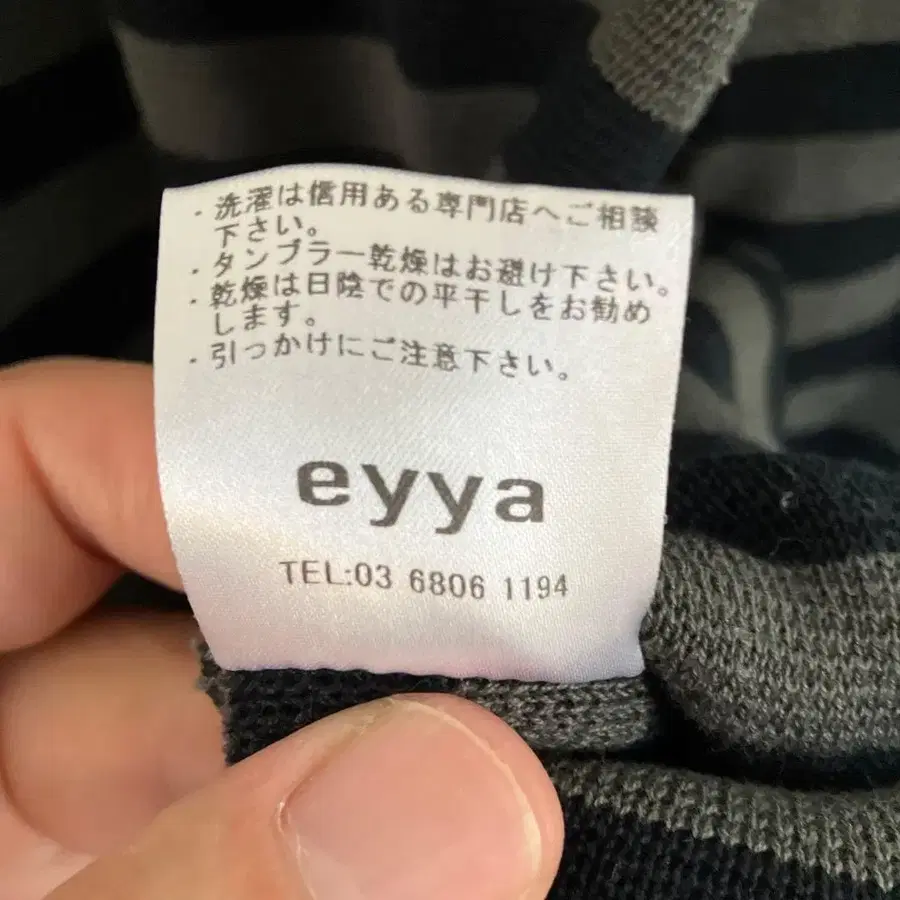 ・洗濯は信用ある専門店へご相談
下さい。
・タンブラー乾燥はお避け下さい。
・乾燥は日陰での平干しをお勧め
します。
・引っかけにご注意下さい。
eyya
TEL:03 6806 1194